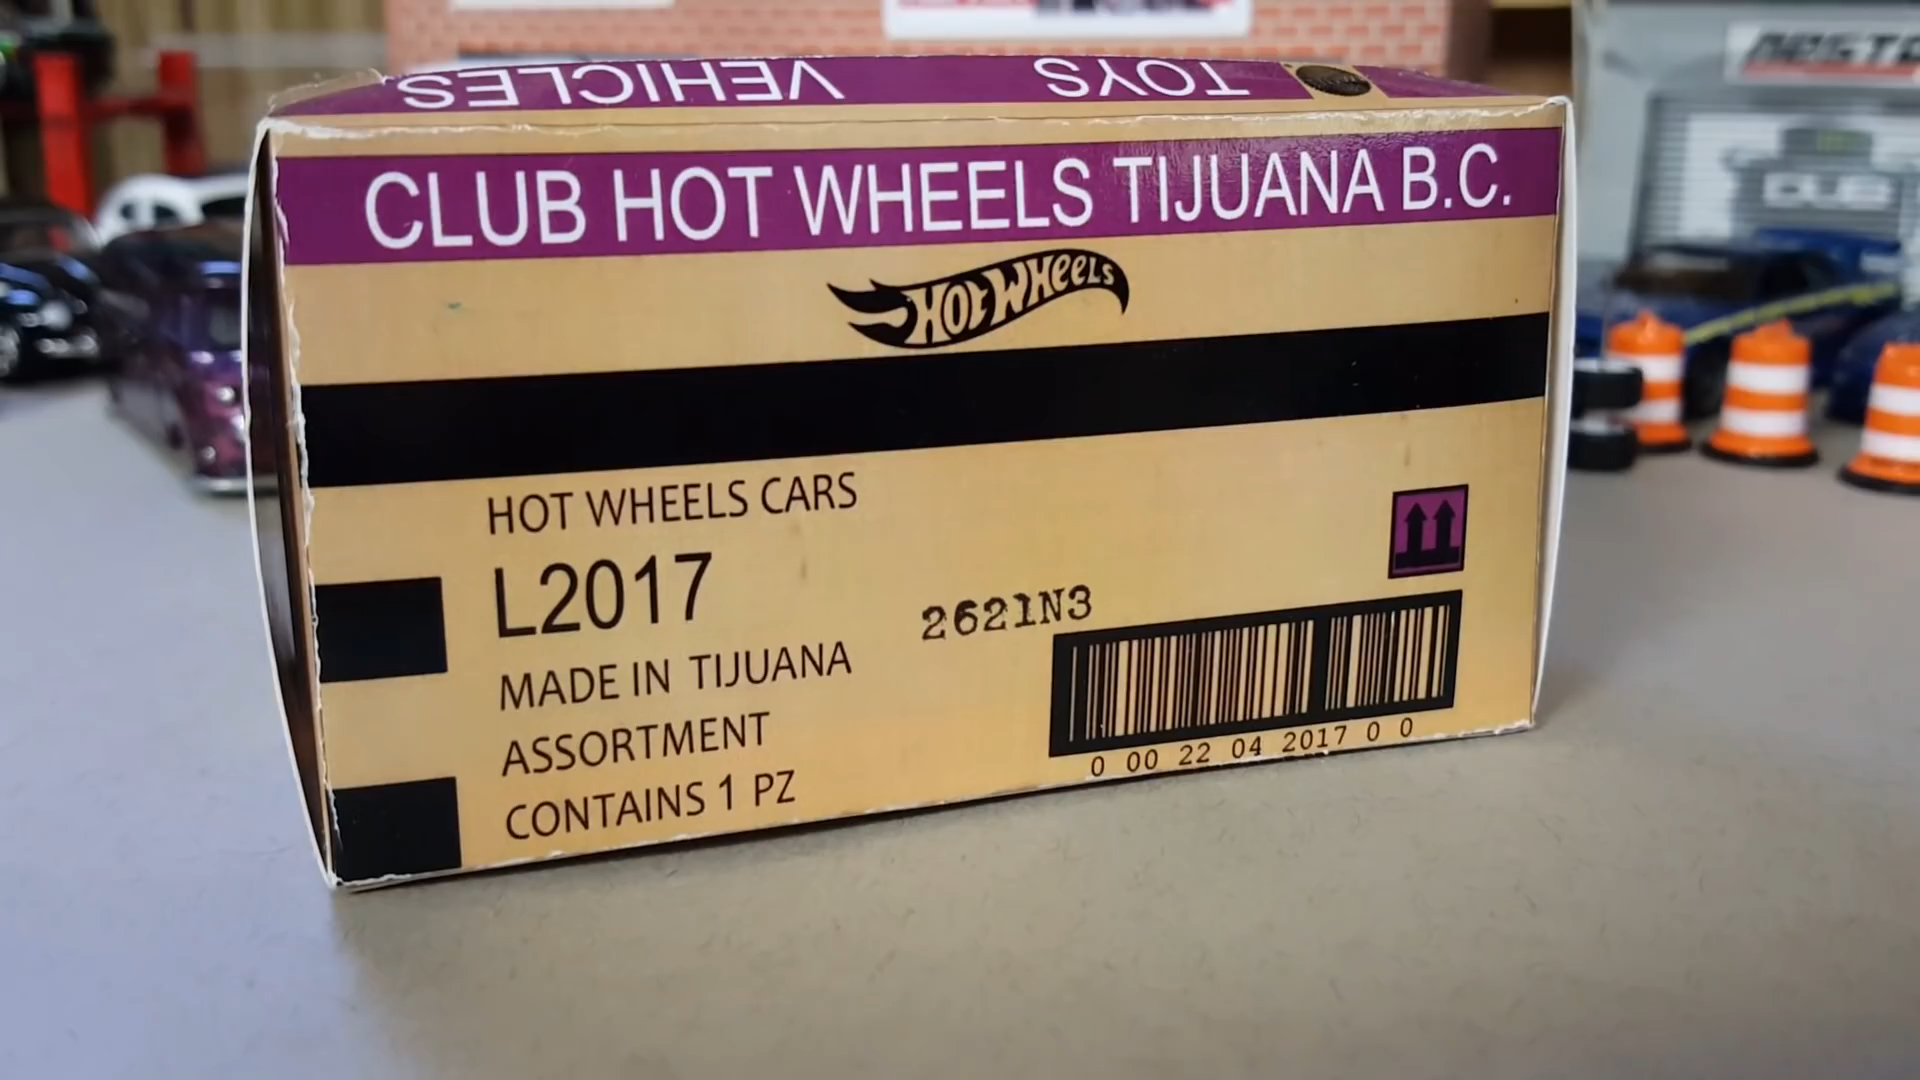 VEHICLES TOYS
CLUB HOT WHEELS TIJUANA B.C.
HOT WHEELS
HOT WHEELS CARS
L2017
2621N3
MADE IN TIJUANA
ASSORTMENT
CONTAINS 1 PZ
0 00 22 04 2017 0 0
DUB